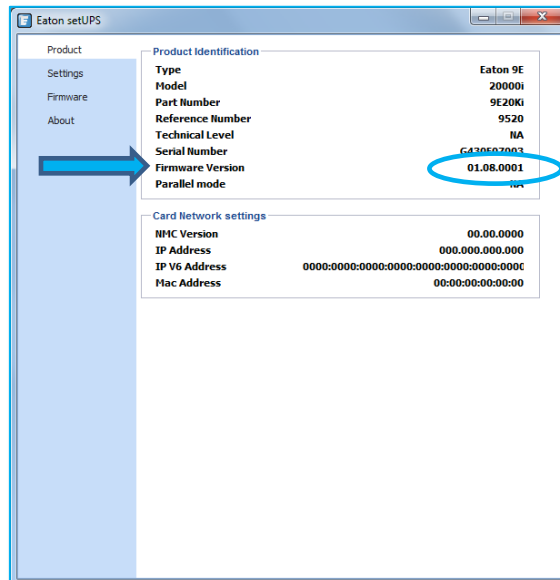 Eaton setUPS
Product
Settings
Firmware
About
Product Identification
Type Eaton 9E
Model 20000i
Part Number 9E20Ki
Reference Number 9520
Technical Level NA
Serial Number G430E07003
Firmware Version 01.08.0001
Parallel mode NA
Card Network settings
NMC Version 00.00.0000
IP Address 000.000.000.000
IP V6 Address 0000:0000:0000:0000:0000:0000:0000:0000
Mac Address 00:00:00:00:00:00